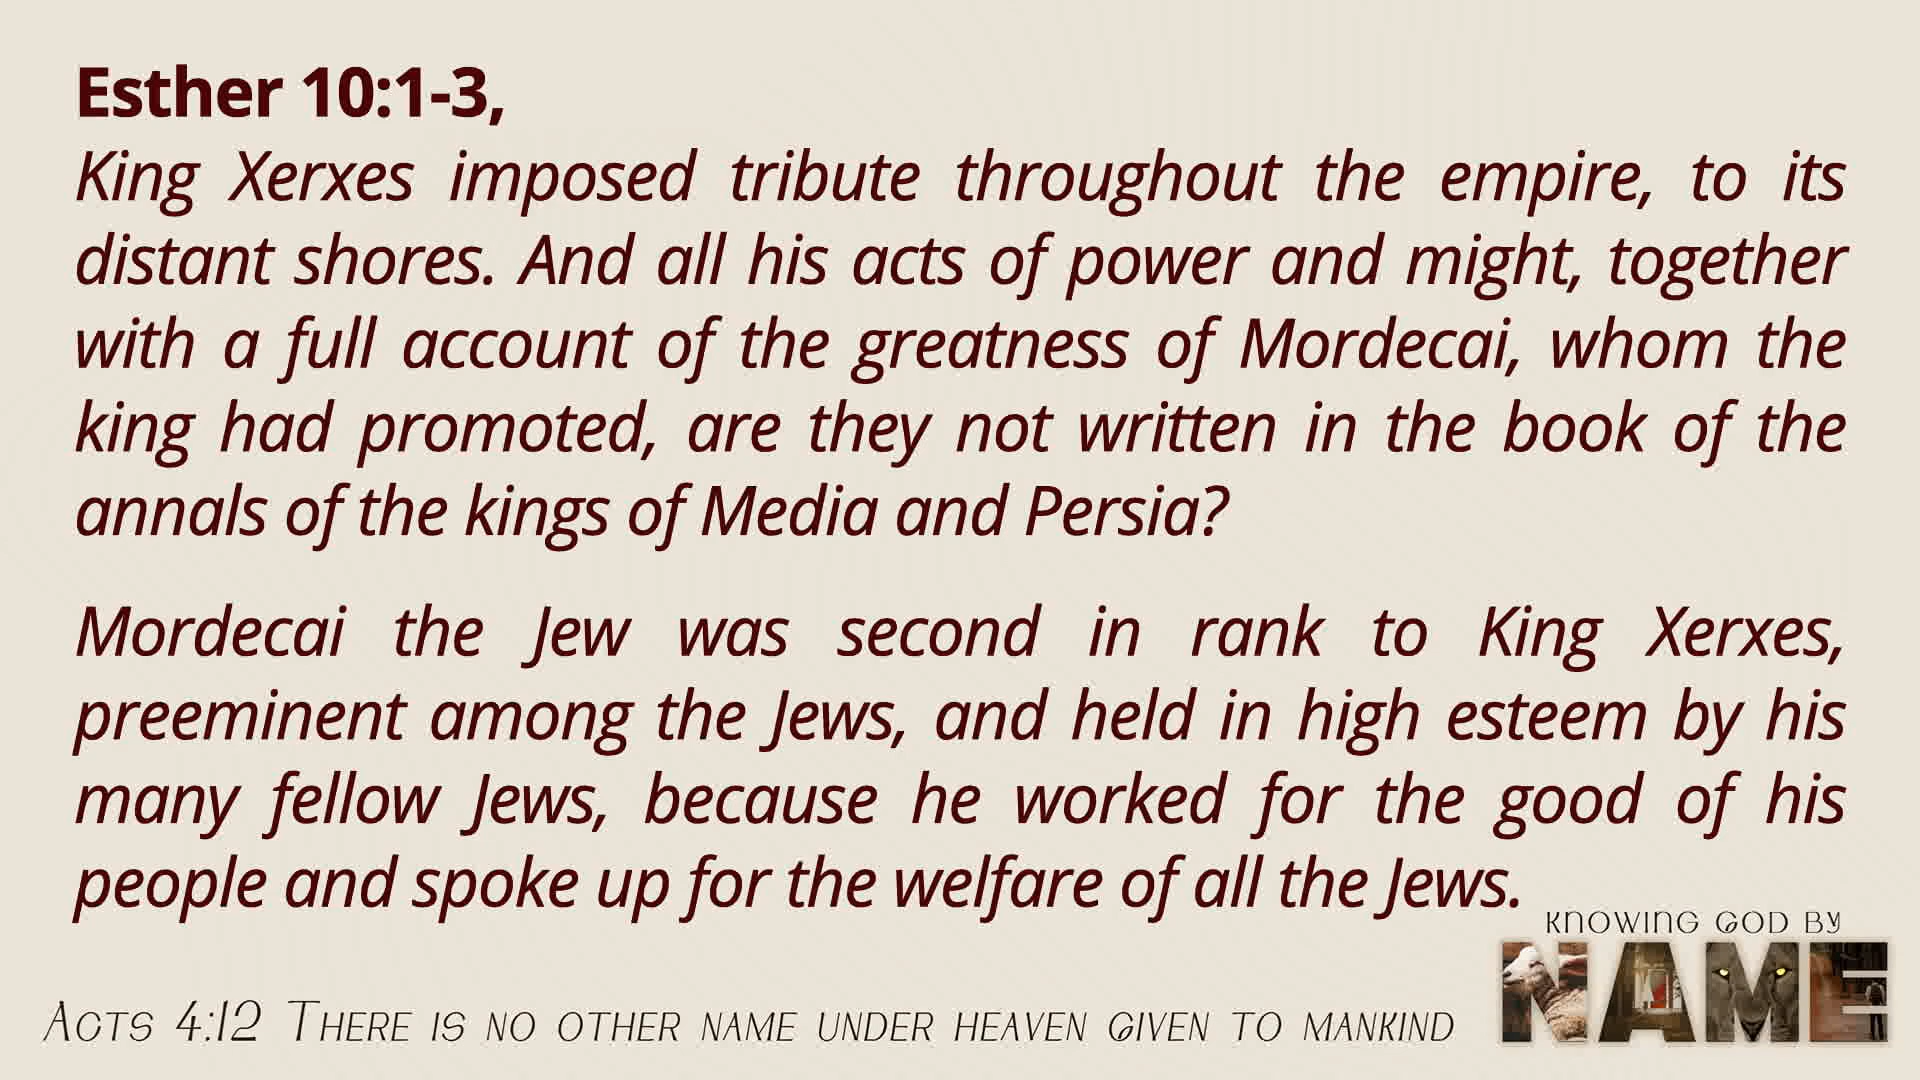 Esther 10:1-3,
King Xerxes imposed tribute throughout the empire, to its
distant shores. And all his acts of power and might, together
with a full account of the greatness of Mordecai, whom the
king had promoted, are they not written in the book of the
annals of the kings of Media and Persia?
Mordecai the Jew was second in rank to King Xerxes,
preeminent among the Jews, and held in high esteem by his
many fellow Jews, because he worked for the good of his
people and spoke up for the welfare of all the Jews.
KNOWING GOD BY
NAME
ACTS 4:12 THERE IS NO OTHER NAME UNDER HEAVEN GIVEN TO MANKIND